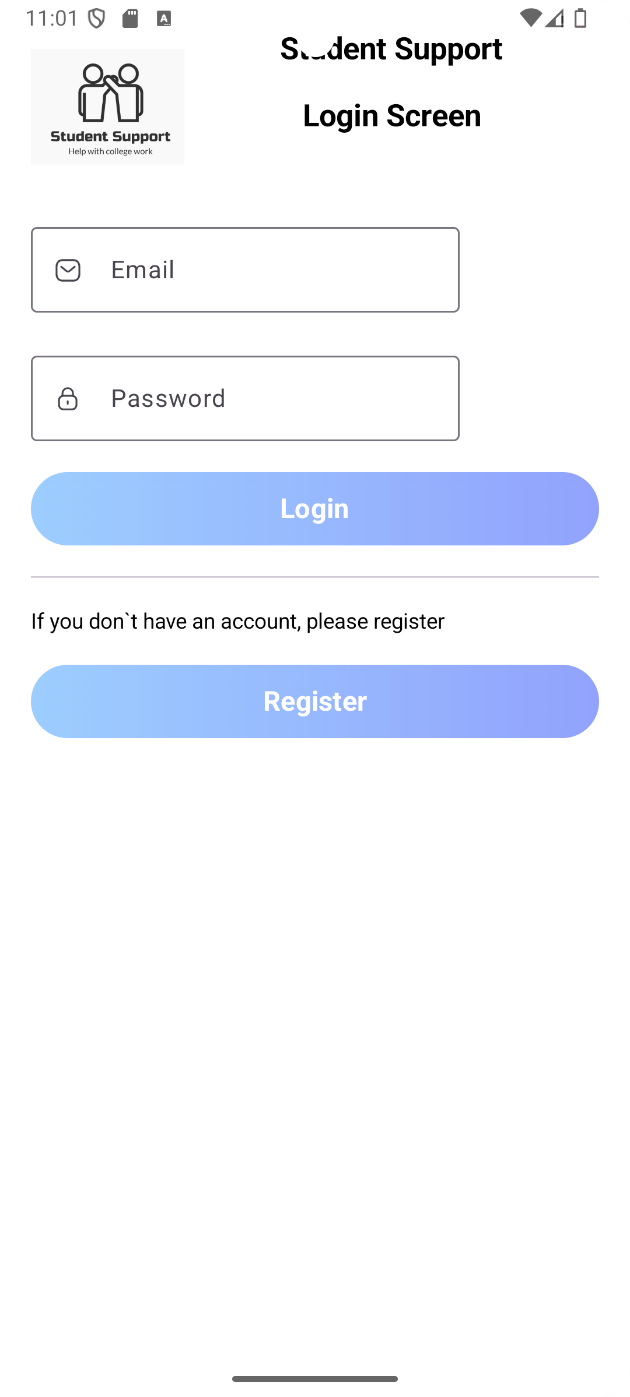 11:01
Student Support
Login Screen
Student Support
Help with college work
Email
Password
Login
If you don`t have an account, please register
Register